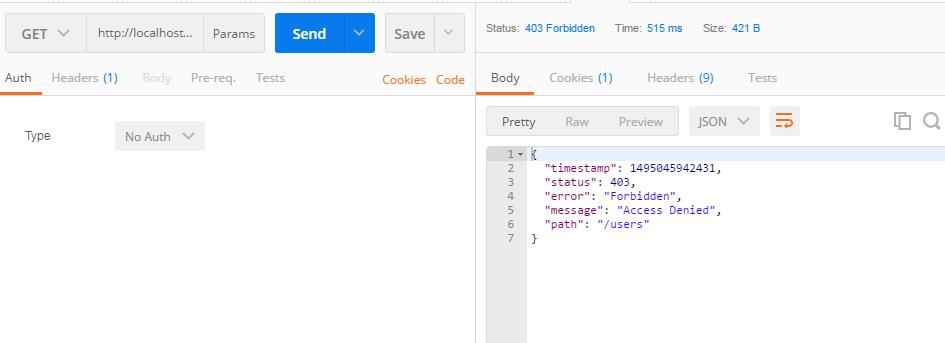 GET http://localhost... Params Send Save
Auth Headers (1) Body Pre-req. Tests Cookies Code
Type No Auth
Status: 403 Forbidden Time: 515 ms Size: 421 B
Body Cookies (1) Headers (9) Tests
Pretty Raw Preview JSON
1 {
2 "timestamp": 1495045942431,
3 "status": 403,
4 "error": "Forbidden",
5 "message": "Access Denied",
6 "path": "/users"
7 }